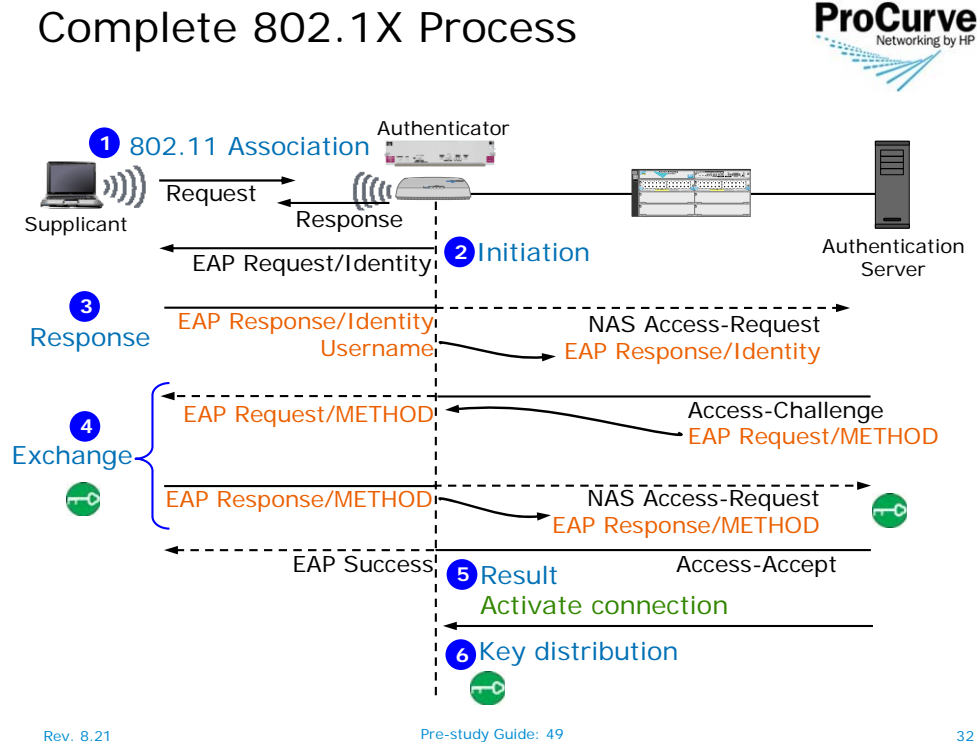 Complete 802.1X Process
ProCurve
Networking by HP
Authenticator
1 802.11 Association
Request
Response
Supplicant
Authentication
Server
2 Initiation
EAP Request/Identity
3
Response
EAP Response/Identity
Username
NAS Access-Request
EAP Response/Identity
4
Exchange
EAP Request/METHOD
Access-Challenge
EAP Request/METHOD
EAP Response/METHOD
NAS Access-Request
EAP Response/METHOD
EAP Success
Access-Accept
5 Result
Activate connection
6 Key distribution
Rev. 8.21
Pre-study Guide: 49
32